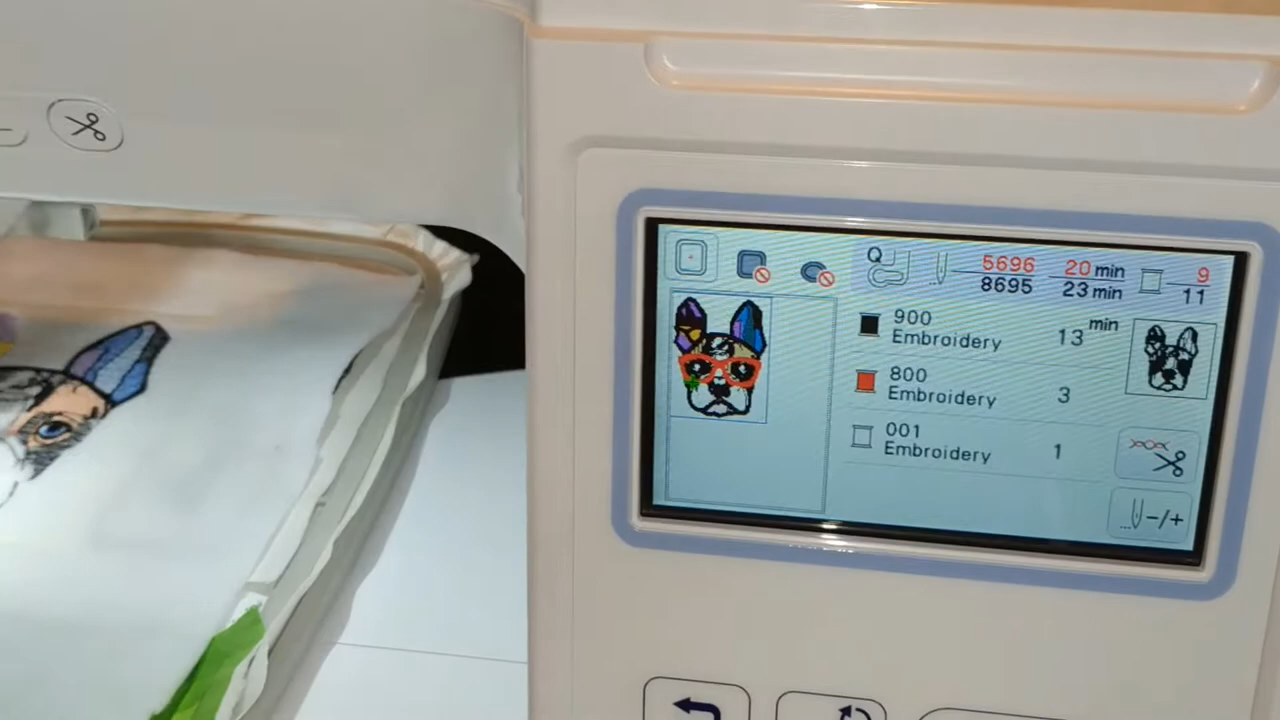 Q 5696 20 min 9
8695 23 min 11
900 min
Embroidery 13
800
Embroidery 3
001
Embroidery 1
-/+